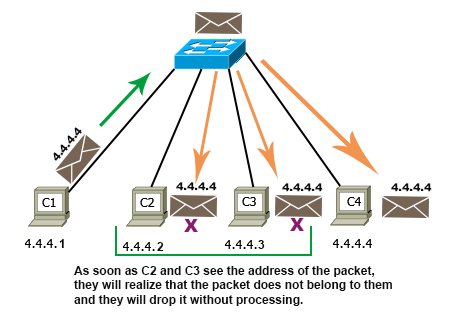 4.4.4.4
4.4.4.4
4.4.4.4
4.4.4.4
C1
C2
C3
C4
X
X
4.4.4.1
4.4.4.2
4.4.4.3
4.4.4.4
As soon as C2 and C3 see the address of the packet,
they will realize that the packet does not belong to them
and they will drop it without processing.